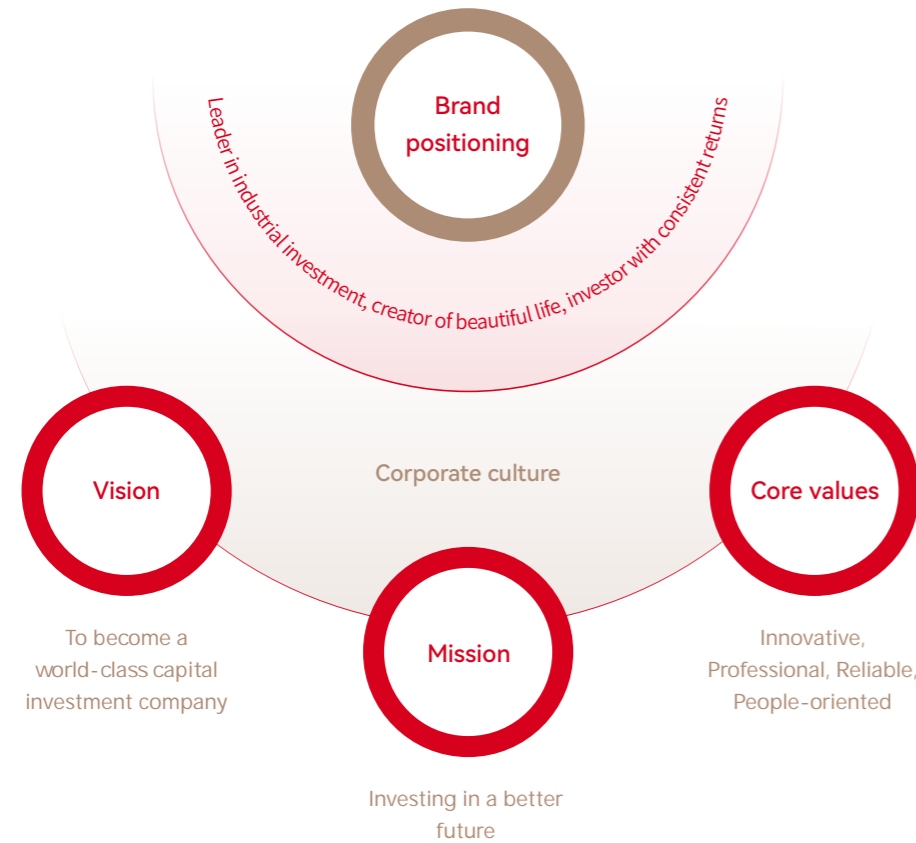 Brand
positioning
Leader in industrial investment, creator of beautiful life, investor with consistent returns
Corporate culture
Vision
To become a
world-class capital
investment company
Mission
Investing in a better
future
Core values
Innovative,
Professional, Reliable,
People-oriented